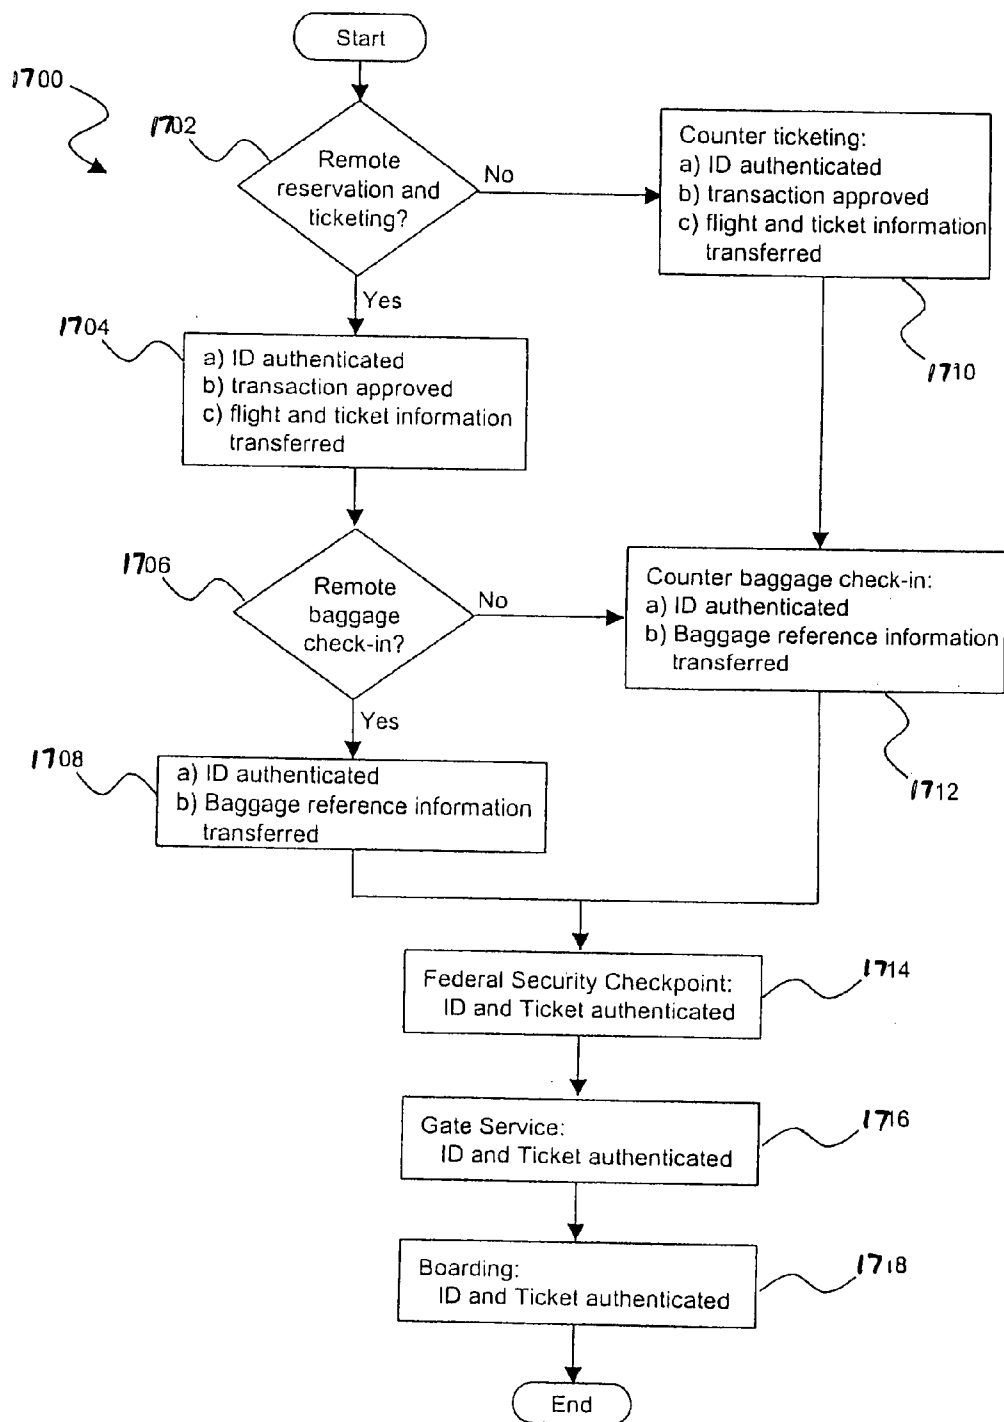 Start
1700
1702
Remote
reservation and
ticketing?
No
Counter ticketing:
a) ID authenticated
b) transaction approved
c) flight and ticket information
transferred
1710
Yes
1704
a) ID authenticated
b) transaction approved
c) flight and ticket information
transferred
1706
Remote
baggage
check-in?
No
Counter baggage check-in:
a) ID authenticated
b) Baggage reference information
transferred
1712
Yes
1708
a) ID authenticated
b) Baggage reference information
transferred
Federal Security Checkpoint:
ID and Ticket authenticated
1714
Gate Service:
ID and Ticket authenticated
1716
Boarding:
ID and Ticket authenticated
1718
End